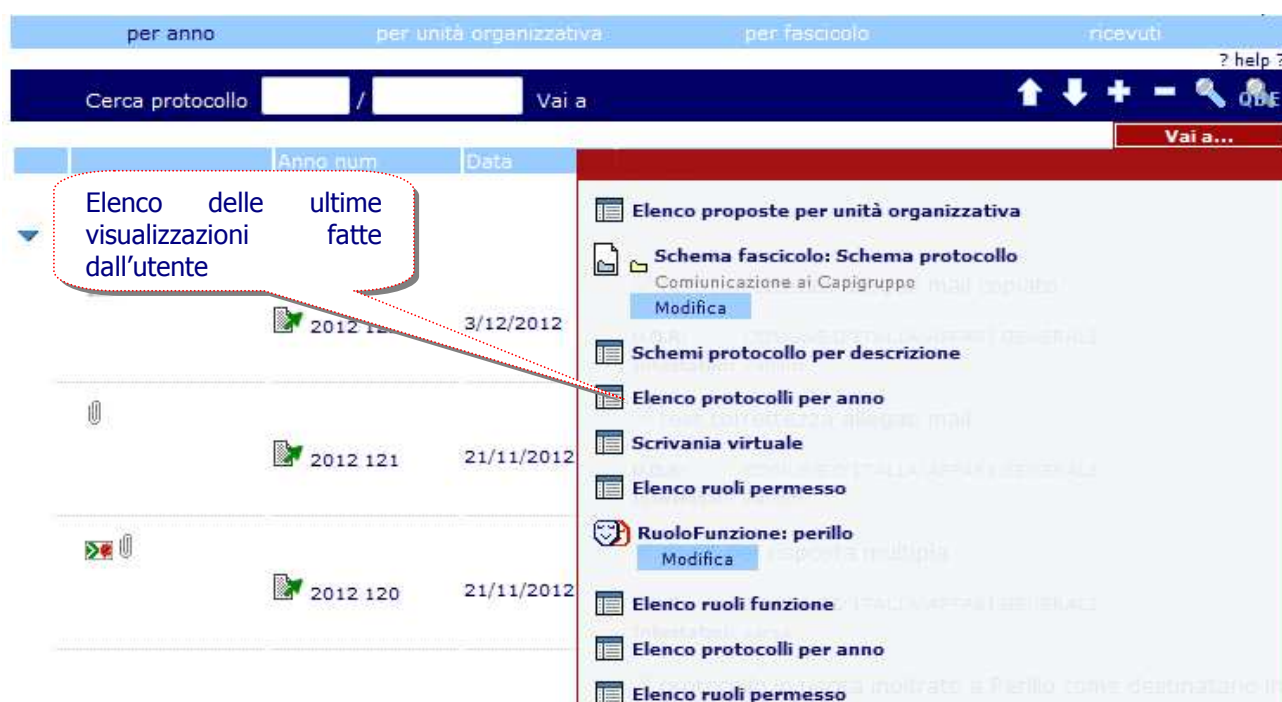 per anno per unità organizzativa per fascicolo ricevuti
? help ?
Cerca protocollo / Vai a
Vai a...
Anno num Data
Elenco delle ultime
visualizzazioni fatte
dall'utente
Elenco proposte per unità organizzativa
Schema fascicolo: Schema protocollo
Comiunicazione ai Capigruppo
Modifica
2012 12
3/12/2012
Schemi protocollo per descrizione
Elenco protocolli per anno
Scrivania virtuale
2012 121 21/11/2012
Elenco ruoli permesso
RuoloFunzione: perillo
Modifica
2012 120 21/11/2012
Elenco ruoli funzione
Elenco protocolli per anno
Elenco ruoli permesso